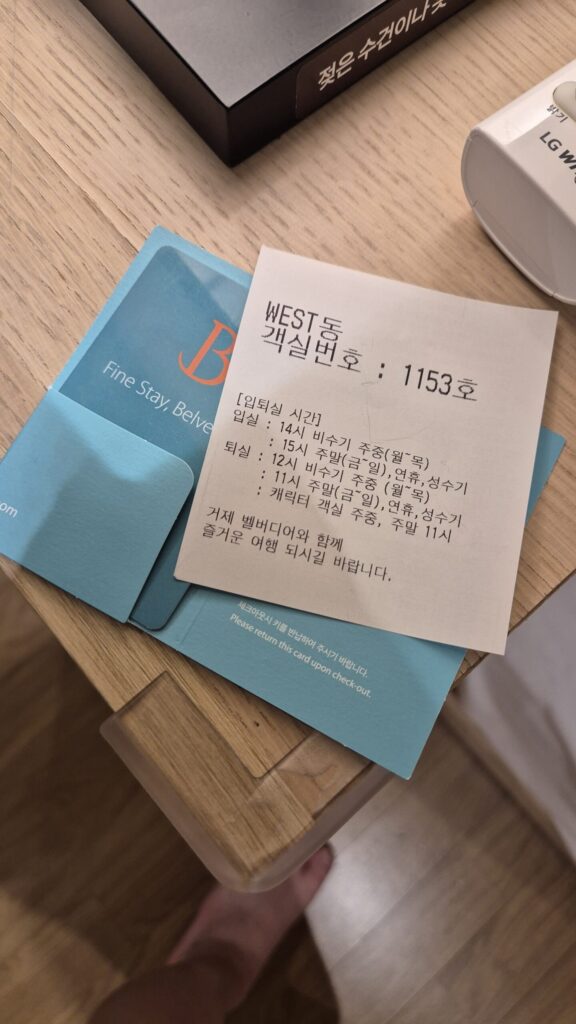 젖은 수건이나
밝기
LG
B
Fine Stay,
WEST동
객실번호 : 1153호
[입퇴실 시간]
입실 : 14시 비수기 주중(월~목)
: 15시 주말(금~일),연휴,성수기
퇴실 : 12시 비수기 주중 (월~목)
: 11시 주말(금~일),연휴,성수기
: 캐릭터 객실 주중, 주말 11시
거제 벨버디어와 함께
즐거운 여행 되시길 바랍니다.
체크아웃시 키를 반납하여 주시기 바랍니다.
Please return this card upon check-out.